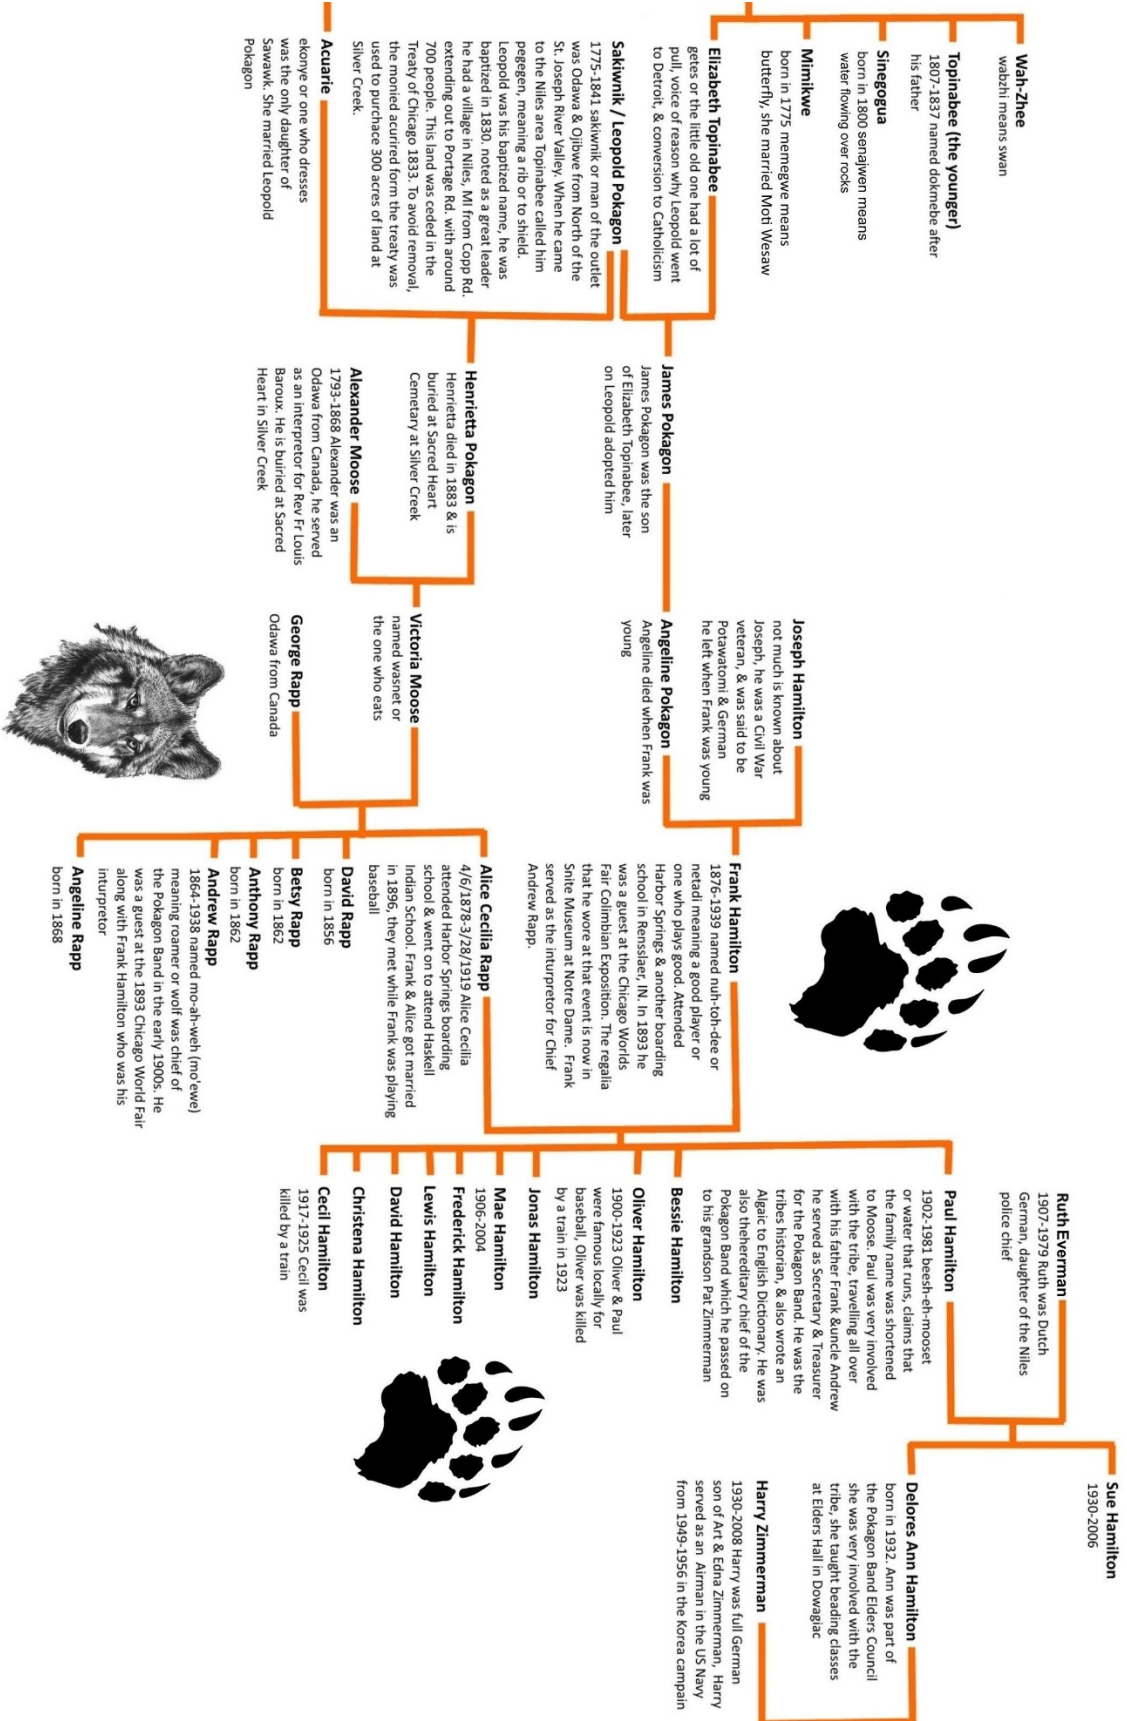 Wah-Zhee
wabzhi means swan
Topinabee (the younger)
1807-1837 named dokmebe after
his father
Sinegogua
born in 1800 senajwen means
water flowing over rocks
Mimikwe
born in 1775 memegwe means
butterfly, she married Moti Wesaw
Elizabeth Topinabee
getes or the little old one had a lot of
pull, voice of reason why Leopold went
to Detroit, & conversion to Catholicism
Sakiwnik / Leopold Pokagon
1775-1841 sakiwnik or man of the outlet
was Odawa & Ojibwe from North of the
St. Joseph River Valley. When he came
to the Niles area Topinabee called him
pegegen, meaning a rib or to shield.
Leopold was his baptized name, he was
baptized in 1830. noted as a great leader
he had a village in Niles, MI from Copp Rd.
extending out to Portage Rd. with around
700 people. This land was ceded in the
Treaty of Chicago 1833. To avoid removal,
the monied acurired form the treaty was
used to purchace 300 acres of land at
Silver Creek.
Acuarie
ekonye or one who dresses
was the only daughter of
Sawawk. She married Leopold
Pokagon
James Pokagon
James Pokagon was the son
of Elizabeth Topinabee, later
on Leopold adopted him
Henrietta Pokagon
Henrietta died in 1883 & is
buried at Sacred Heart
Cemetary at Silver Creek
Alexander Moose
1793-1868 Alexander was an
Odawa from Canada, he served
as an interpretor for Rev Fr Louis
Baroux. He is buiried at Sacred
Heart in Silver Creek
Joseph Hamilton
not much is known about
Joseph, he was a Civil War
veteran, & was said to be
Potawatomi & German
he left when Frank was young
Angeline Pokagon
Angeline died when Frank was
young
Victoria Moose
named wasnet or
the one who eats
George Rapp
Odawa from Canada
Frank Hamilton
1876-1939 named nuh-toh-dee or
netadi meaning a good player or
one who plays good. Attended
Harbor Springs & another boarding
school in Rensslaer, IN. In 1893 he
was a guest at the Chicago Worlds
Fair Colimbian Exposition. The regalia
that he wore at that event is now in
Snite Museum at Notre Dame. Frank
served as the inturpretor for Chief
Andrew Rapp.
Alice Cecilia Rapp
4/6/1878-3/28/1919 Alice Cecilia
attended Harbor Springs boarding
school & went on to attend Haskell
Indian School. Frank & Alice got married
in 1896, they met while Frank was playing
baseball
David Rapp
born in 1856
Betsy Rapp
born in 1862
Anthony Rapp
born in 1862
Andrew Rapp
1864-1938 named mo-ah-weh (mo'ewe)
meaning roamer or wolf was chief of
the Pokagon Band in the early 1900s. He
was a guest at the 1893 Chicago World Fair
along with Frank Hamilton who was his
inturpretor
Angeline Rapp
born in 1868
Ruth Everman
1907-1979 Ruth was Dutch
German, daughter of the Niles
police chief
Paul Hamilton
1902-1981 beesh-eh-mooset
or water that runs, claims that
the family name was shortened
to Moose. Paul was very involved
with the tribe, travelling all over
with his father Frank &uncle Andrew
he served as Secretary & Treasurer
for the Pokagon Band. He was the
tribes historian, & also wrote an
Algaic to English Dictionary. He was
also thehereditary chief of the
Pokagon Band which he passed on
to his grandson Pat Zimmerman
Bessie Hamilton
Oliver Hamilton
1900-1923 Oliver & Paul
were famous locally for
baseball, Oliver was killed
by a train in 1923
Jonas Hamilton
Mae Hamilton
1906-2004
Frederick Hamilton
Lewis Hamilton
David Hamilton
Christena Hamilton
Cecil Hamilton
1917-1925 Cecil was
killed by a train
Sue Hamilton
1930-2006
Delores Ann Hamilton
born in 1932. Ann was part of
the Pokagon Band Elders Council
she was very involved with the
tribe, she taught beading classes
at Elders Hall in Dowagiac
Harry Zimmerman
1930-2008 Harry was full German
son of Art & Edna Zimmerman, Harry
served as an Airman in the US Navy
from 1949-1956 in the Korea campain